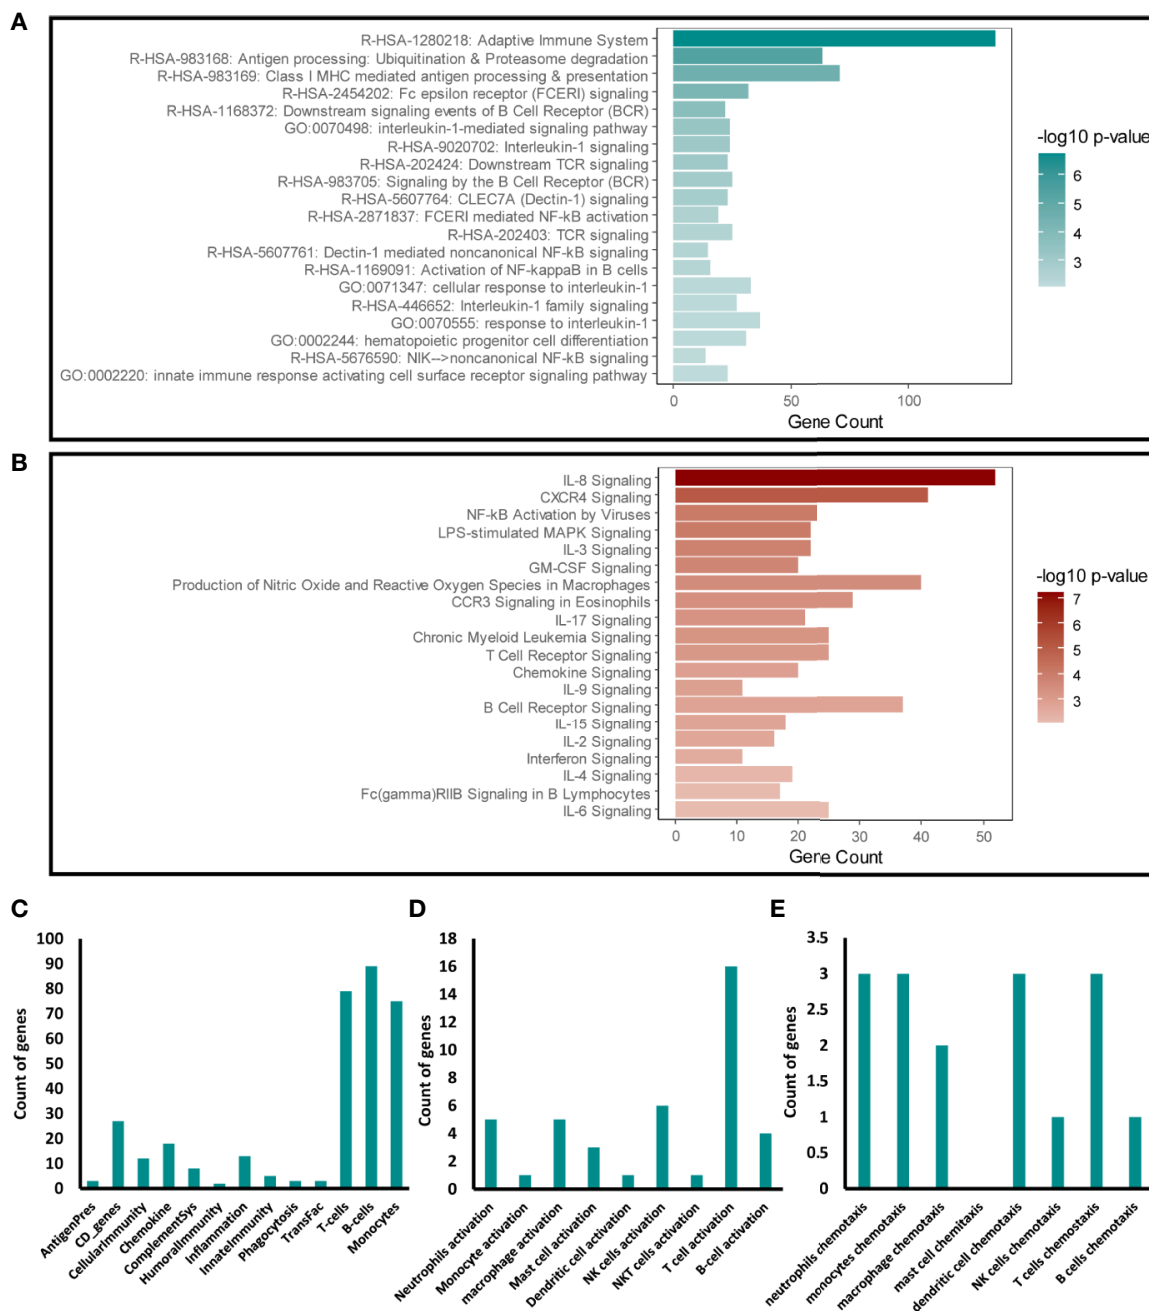 A
R-HSA-1280218: Adaptive Immune System
R-HSA-983168: Antigen processing: Ubiquitination & Proteasome degradation
R-HSA-983169: Class I MHC mediated antigen processing & presentation
R-HSA-2454202: Fc epsilon receptor (FCERI) signaling
R-HSA-1168372: Downstream signaling events of B Cell Receptor (BCR)
GO:0070498: interleukin-1-mediated signaling pathway
R-HSA-9020702: Interleukin-1 signaling
R-HSA-202424: Downstream TCR signaling
R-HSA-983705: Signaling by the B Cell Receptor (BCR)
R-HSA-5607764: CLEC7A (Dectin-1) signaling
R-HSA-2871837: FCERI mediated NF-kB activation
R-HSA-202403: TCR signaling
R-HSA-5607761: Dectin-1 mediated noncanonical NF-kB signaling
R-HSA-1169091: Activation of NF-kappaB in B cells
GO:0071347: cellular response to interleukin-1
R-HSA-446652: Interleukin-1 family signaling
GO:0070555: response to interleukin-1
GO:0002244: hematopoietic progenitor cell differentiation
R-HSA-5676590: NIK-->noncanonical NF-kB signaling
GO:0002220: innate immune response activating cell surface receptor signaling pathway
0 50 100
Gene Count
-log10 p-value
6
5
4
3
B
IL-8 Signaling
CXCR4 Signaling
NF-kB Activation by Viruses
LPS-stimulated MAPK Signaling
IL-3 Signaling
GM-CSF Signaling
Production of Nitric Oxide and Reactive Oxygen Species in Macrophages
CCR3 Signaling in Eosinophils
IL-17 Signaling
Chronic Myeloid Leukemia Signaling
T Cell Receptor Signaling
Chemokine Signaling
IL-9 Signaling
B Cell Receptor Signaling
IL-15 Signaling
IL-2 Signaling
Interferon Signaling
IL-4 Signaling
Fc(gamma)RIIB Signaling in B Lymphocytes
IL-6 Signaling
0 10 20 30 40 50
Gene Count
-log10 p-value
7
6
5
4
3
C
Count of genes
100
90
80
70
60
50
40
30
20
10
0
AntigenPres
CD_genes
CellularImmunity
Chemokine
ComplementSys
HumoralImmunity
Inflammation
InnateImmunity
Phagocytosis
TransFac
T-cells
B-cells
Monocytes
D
Count of genes
18
16
14
12
10
8
6
4
2
0
Neutrophils activation
Monocyte activation
macrophage activation
Mast cell activation
Dendritic cell activation
NK cells activation
NKT cells activation
T cell activation
B-cell activation
E
Count of genes
3.5
3
2.5
2
1.5
1
0.5
0
neutrophils chemotaxis
monocytes chemotaxis
macrophage chemotaxis
mast cell chemitaxis
dendritic cell chemotaxis
NK cells chemotaxis
T cells chemostaxis
B cells chemotaxis